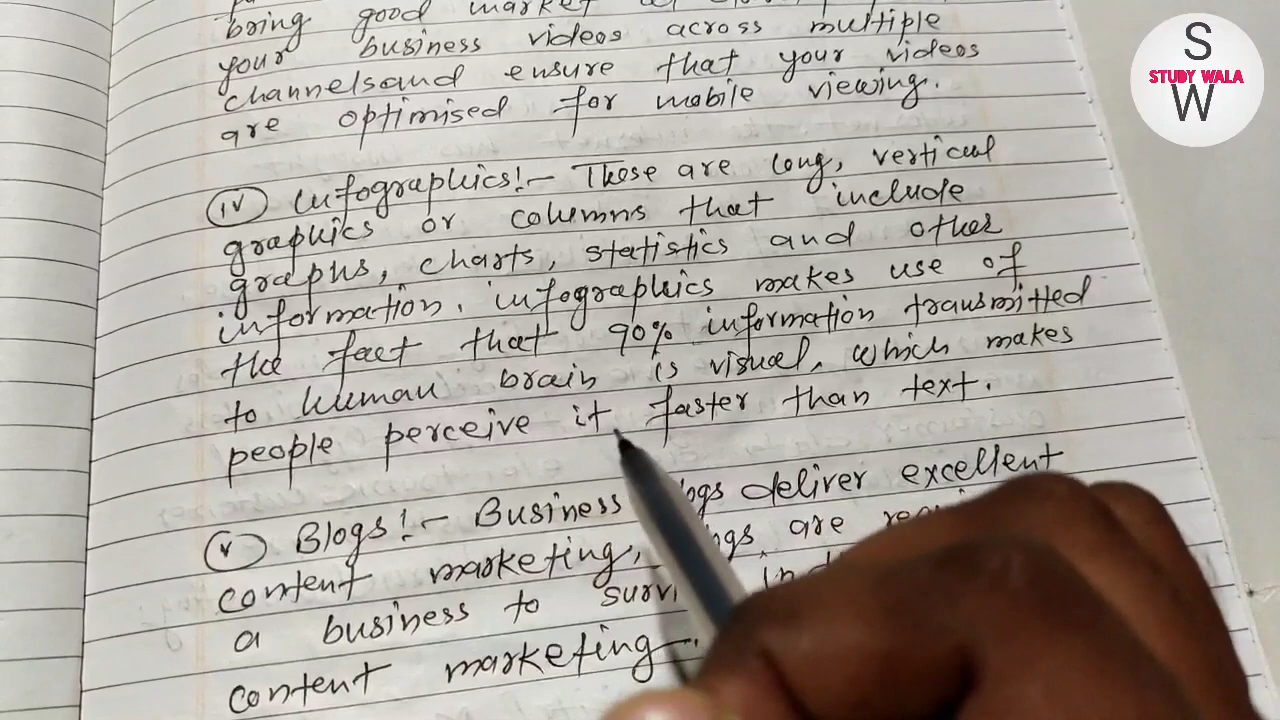 boing good market
your business videos across multiple
channelsand ensure that your videos
are optimised for mobile viewing.
(iv) Infographics!- These are long, vertical
graphics or columns that include
graphs, charts, statistics and other
information. infographics makes use of
the fact that 90% information transmitted
to human brain is visual, which makes
people perceive it faster than text.
(v) Blogs!- Business deliver excellent
content marketing, are
a business to
content marketing.
S
STUDY WALA
W